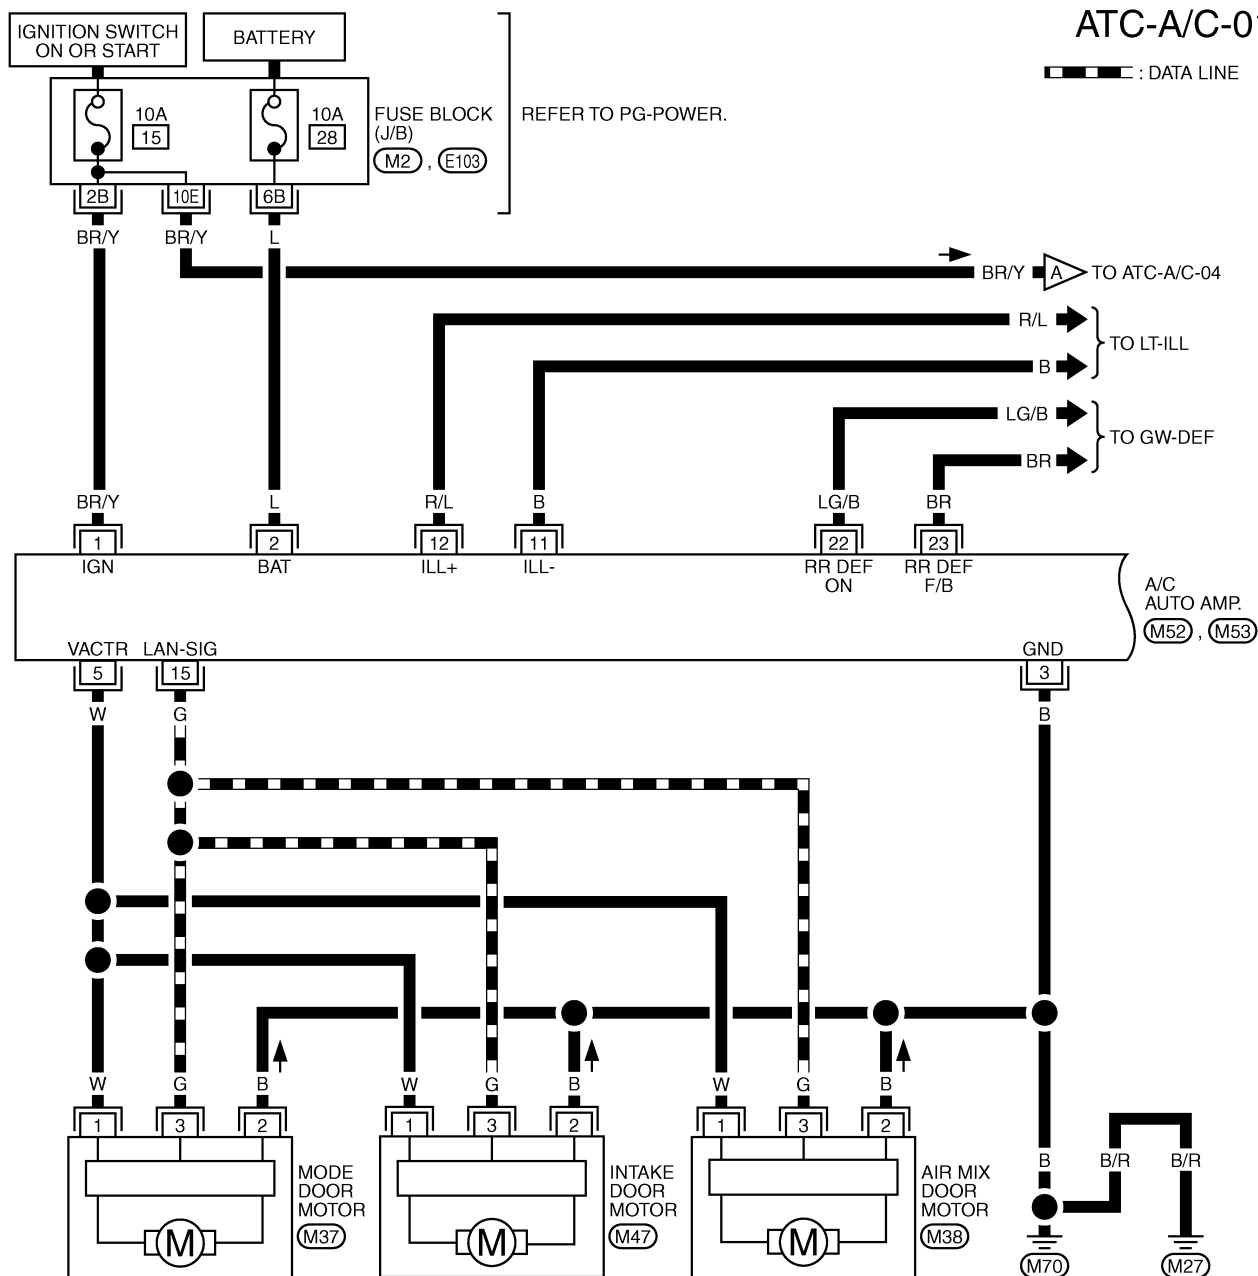 ATC-A/C-01
IGNITION SWITCH
ON OR START
BATTERY
: DATA LINE
10A
15
10A
28
FUSE BLOCK
(J/B)
M2 , E103
REFER TO PG-POWER.
2B 10E 6B
BR/Y BR/Y L
BR/Y A TO ATC-A/C-04
R/L
TO LT-ILL
B
LG/B
TO GW-DEF
BR
BR/Y L R/L B LG/B BR
1 2 12 11 22 23
IGN BAT ILL+ ILL- RR DEF RR DEF
ON F/B
A/C
AUTO AMP.
M52 , M53
VACTR LAN-SIG GND
5 15 3
W G B
W G B W G B W G B
1 3 2 1 3 2 1 3 2
B B/R B/R
MODE
DOOR
MOTOR
M37
INTAKE
DOOR
MOTOR
M47
AIR MIX
DOOR
MOTOR
M38
M M M
M70 M27